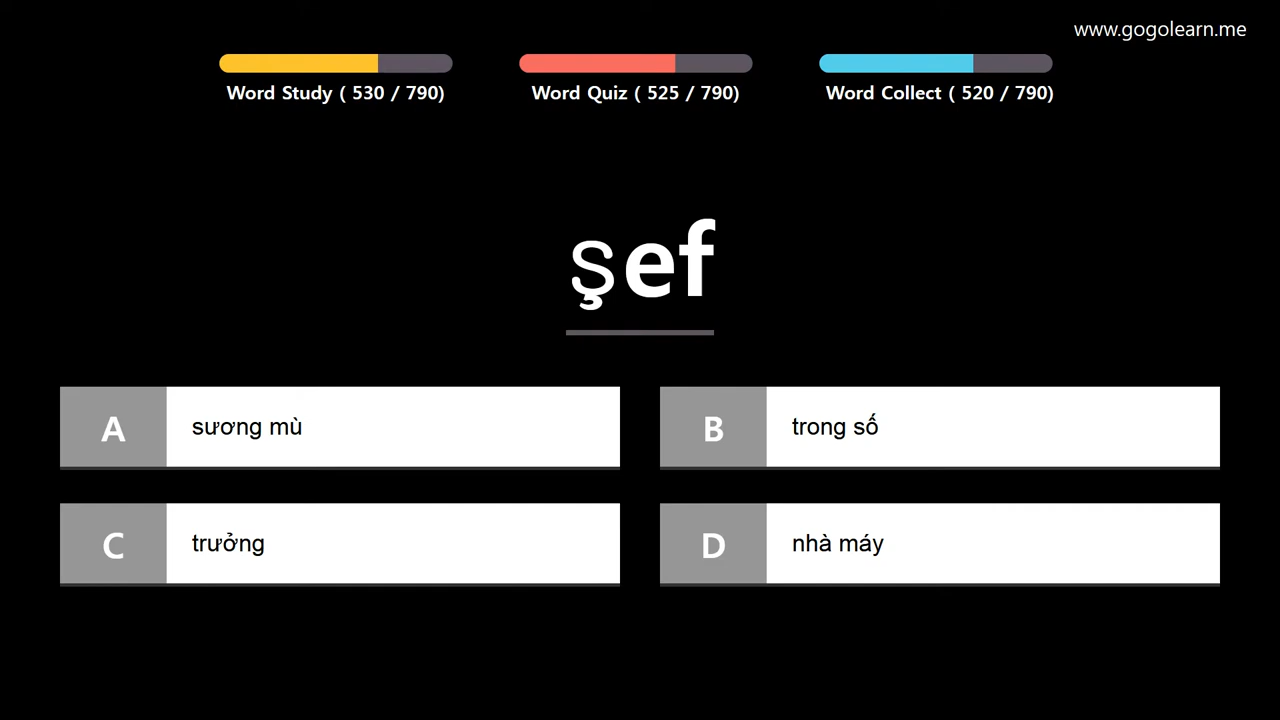 www.gogolearn.me
Word Study ( 530 / 790)
Word Quiz ( 525 / 790)
Word Collect ( 520 / 790)
şef
A sương mù
B trong số
C trưởng
D nhà máy